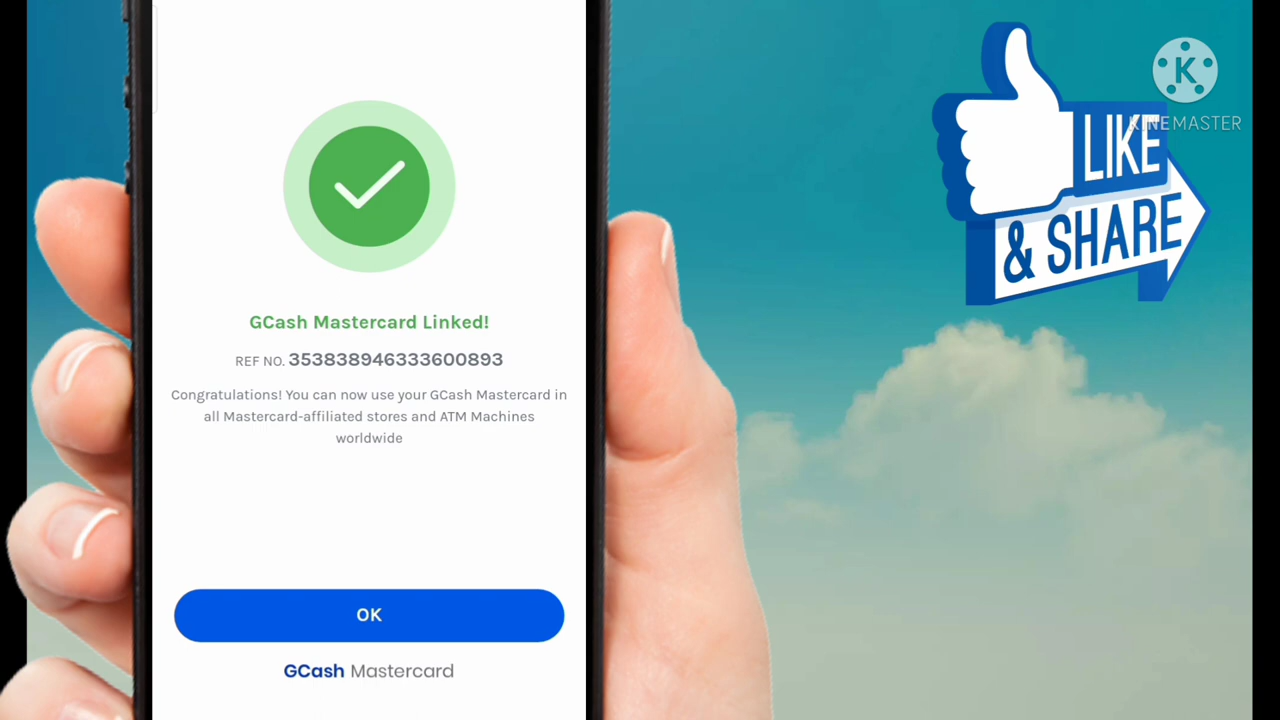 GCash Mastercard Linked!
REF NO. 353838946333600893
Congratulations! You can now use your GCash Mastercard in
all Mastercard-affiliated stores and ATM Machines
worldwide
OK
GCash Mastercard
LIKE
& SHARE
K
KINEMASTER